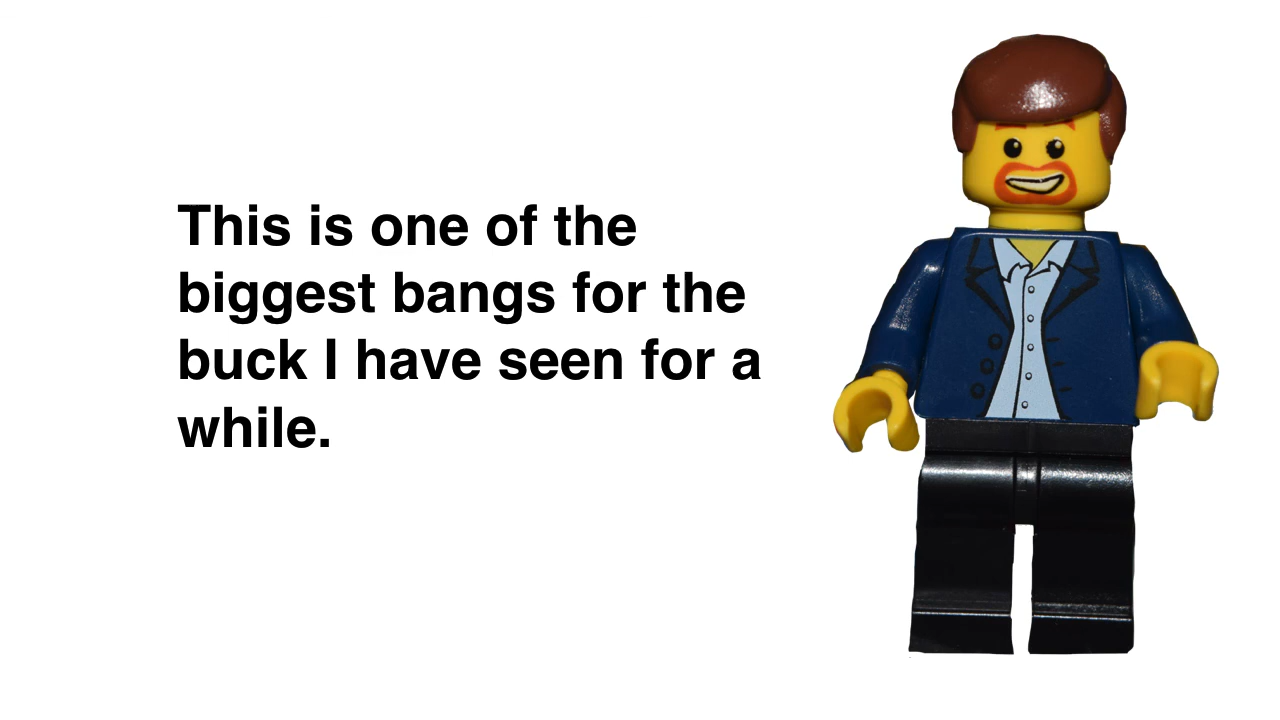 This is one of the
biggest bangs for the
buck I have seen for a
while.